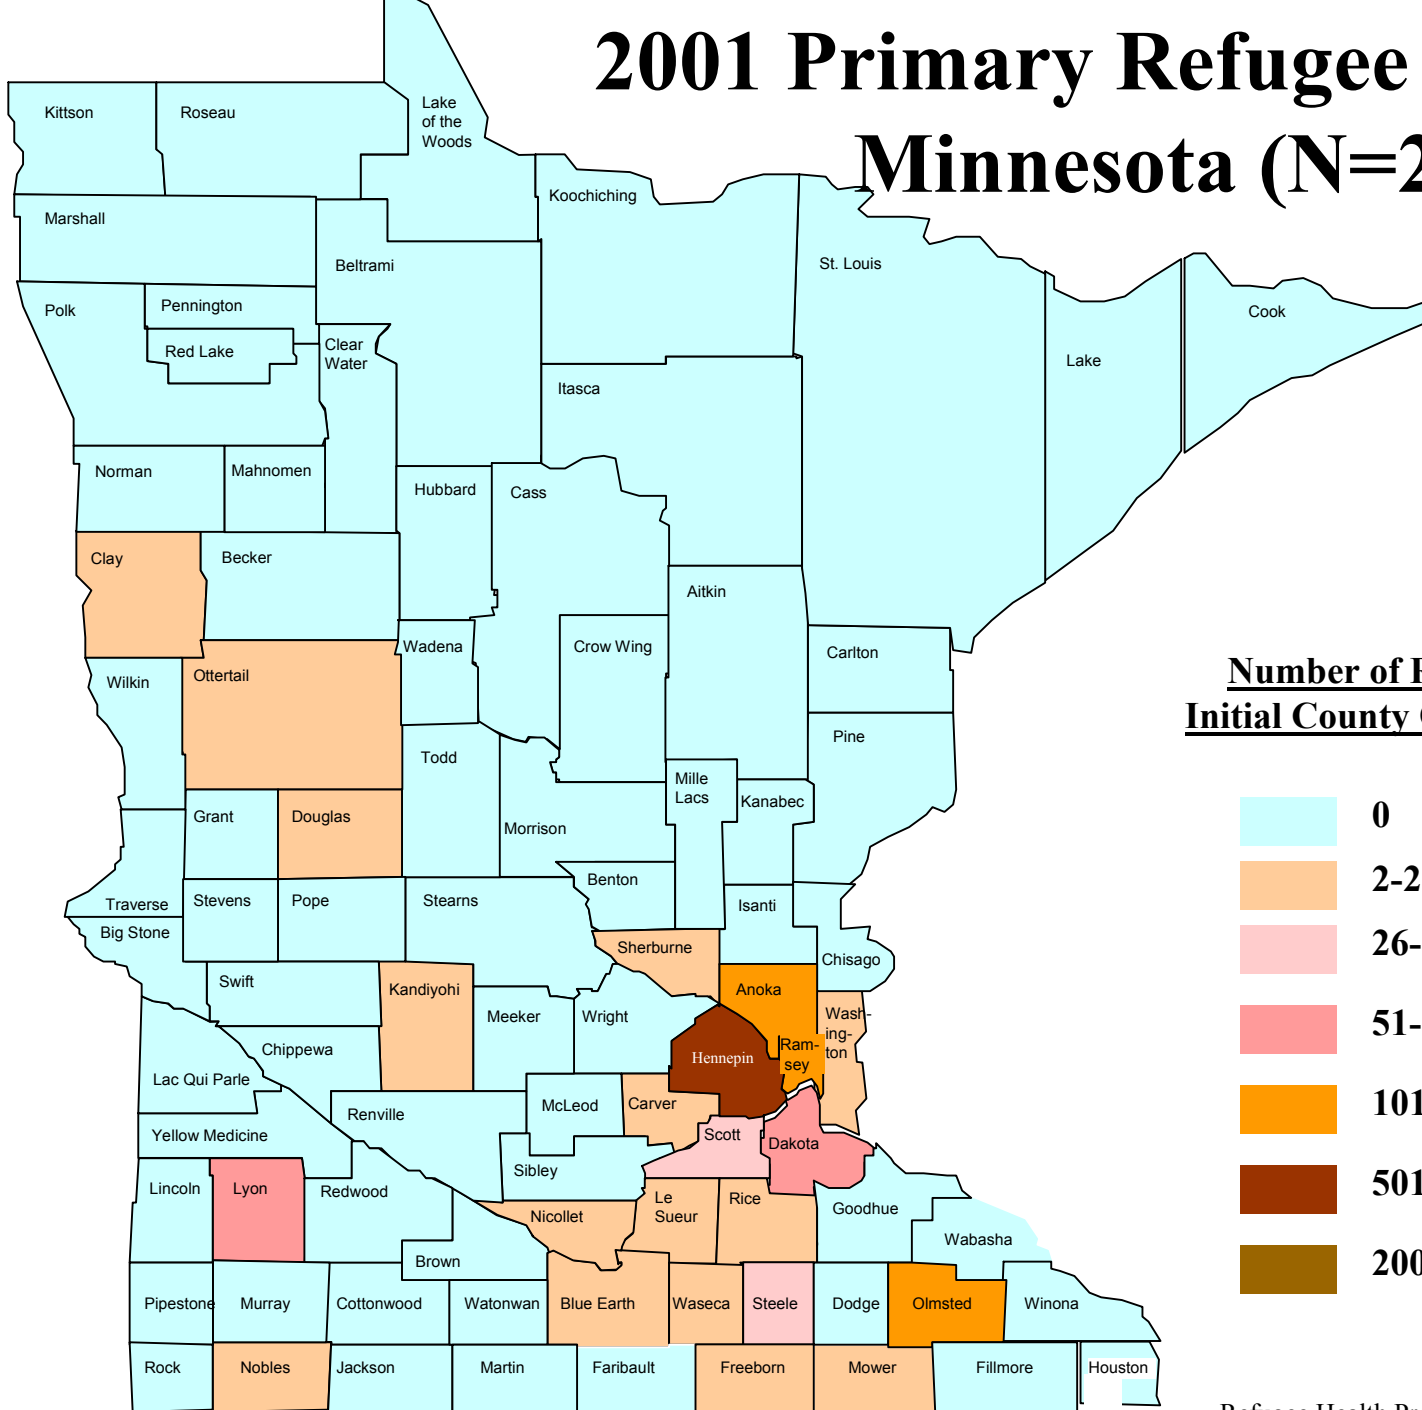 2001 Primary Refugee
Minnesota (N=2
Kittson
Roseau
Lake
of the
Woods
Koochiching
Marshall
Beltrami
St. Louis
Polk
Pennington
Cook
Red Lake
Clear
Water
Lake
Itasca
Norman
Mahnomen
Hubbard
Cass
Clay
Becker
Aitkin
Wadena
Crow Wing
Carlton
Wilkin
Ottertail
Todd
Pine
Mille
Lacs
Kanabec
Grant
Douglas
Morrison
Benton
Traverse
Stevens
Pope
Stearns
Isanti
Big Stone
Sherburne
Chisago
Swift
Kandiyohi
Anoka
Meeker
Wright
Wash-
ing-
ton
Chippewa
Hennepin
Ram-
sey
Lac Qui Parle
Renville
McLeod
Carver
Yellow Medicine
Scott
Dakota
Sibley
Lincoln
Lyon
Redwood
Le
Sueur
Rice
Nicollet
Goodhue
Wabasha
Brown
Pipestone
Murray
Cottonwood
Watonwan
Blue Earth
Waseca
Steele
Dodge
Olmsted
Winona
Rock
Nobles
Jackson
Martin
Faribault
Freeborn
Mower
Fillmore
Houston
Number of
Initial County
0
2-2
26-
51-
101
501
200
Refugee Health Pr